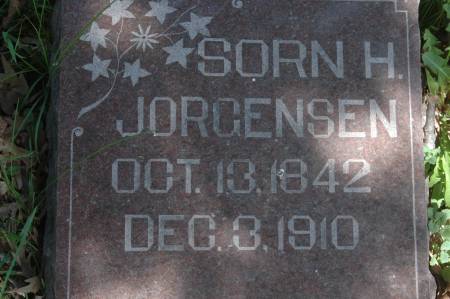 SORN H.
JORGENSEN
OCT. 13. 1842
DEC. 3. 1910